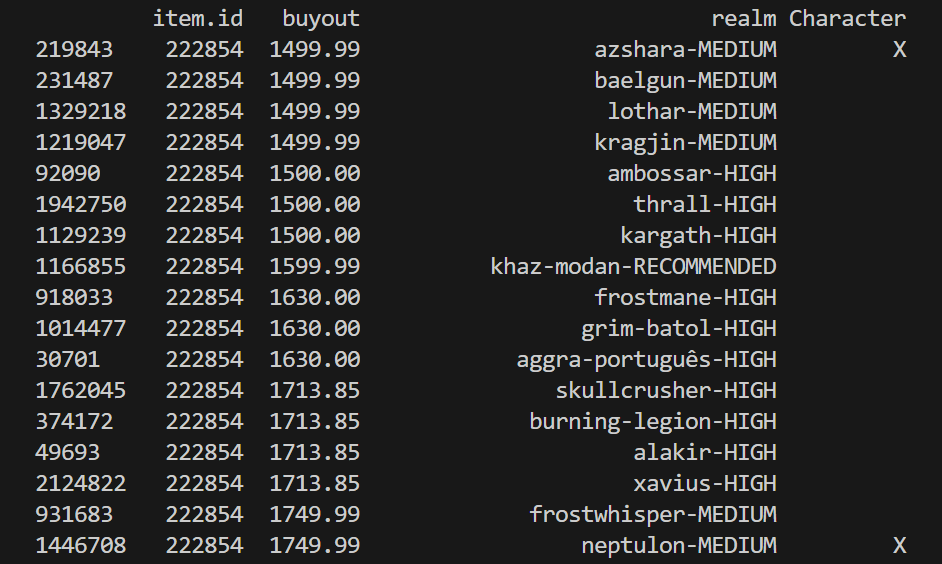 item.id buyout realm Character
219843 222854 1499.99 azshara-MEDIUM X
231487 222854 1499.99 baelgun-MEDIUM
1329218 222854 1499.99 lothar-MEDIUM
1219047 222854 1499.99 kragjin-MEDIUM
92090 222854 1500.00 ambossar-HIGH
1942750 222854 1500.00 thrall-HIGH
1129239 222854 1500.00 kargath-HIGH
1166855 222854 1599.99 khaz-modan-RECOMMENDED
918033 222854 1630.00 frostmane-HIGH
1014477 222854 1630.00 grim-batol-HIGH
30701 222854 1630.00 aggra-português-HIGH
1762045 222854 1713.85 skullcrusher-HIGH
374172 222854 1713.85 burning-legion-HIGH
49693 222854 1713.85 alakir-HIGH
2124822 222854 1713.85 xavius-HIGH
931683 222854 1749.99 frostwhisper-MEDIUM
1446708 222854 1749.99 neptulon-MEDIUM X